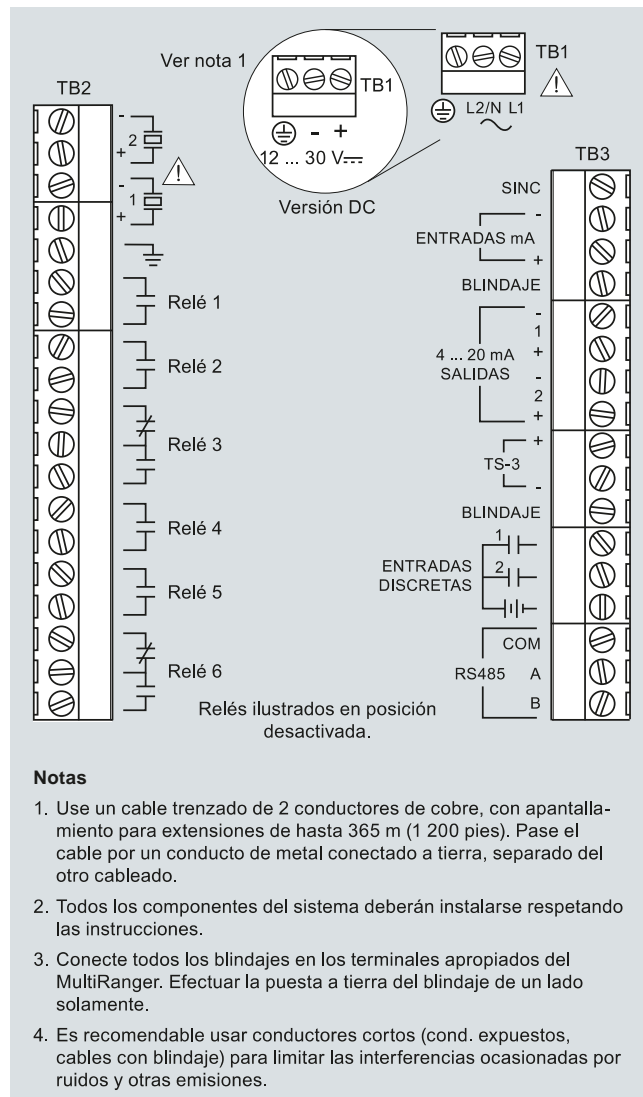 Ver nota 1
TB1
12 ... 30 V
Versión DC
TB1
L2/N L1
TB2
-
2
+
-
1
+
Relé 1
Relé 2
Relé 3
Relé 4
Relé 5
Relé 6
TB3
SINC
-
ENTRADAS mA
+
BLINDAJE
-
1
4 ... 20 mA +
SALIDAS -
2
+
+
TS-3
-
BLINDAJE
1
ENTRADAS 2
DISCRETAS
COM
RS485 A
B
Relés ilustrados en posición
desactivada.
Notas
1. Use un cable trenzado de 2 conductores de cobre, con apantalla-
miento para extensiones de hasta 365 m (1 200 pies). Pase el
cable por un conducto de metal conectado a tierra, separado del
otro cableado.
2. Todos los componentes del sistema deberán instalarse respetando
las instrucciones.
3. Conecte todos los blindajes en los terminales apropiados del
MultiRanger. Efectuar la puesta a tierra del blindaje de un lado
solamente.
4. Es recomendable usar conductores cortos (cond. expuestos,
cables con blindaje) para limitar las interferencias ocasionadas por
ruidos y otras emisiones.